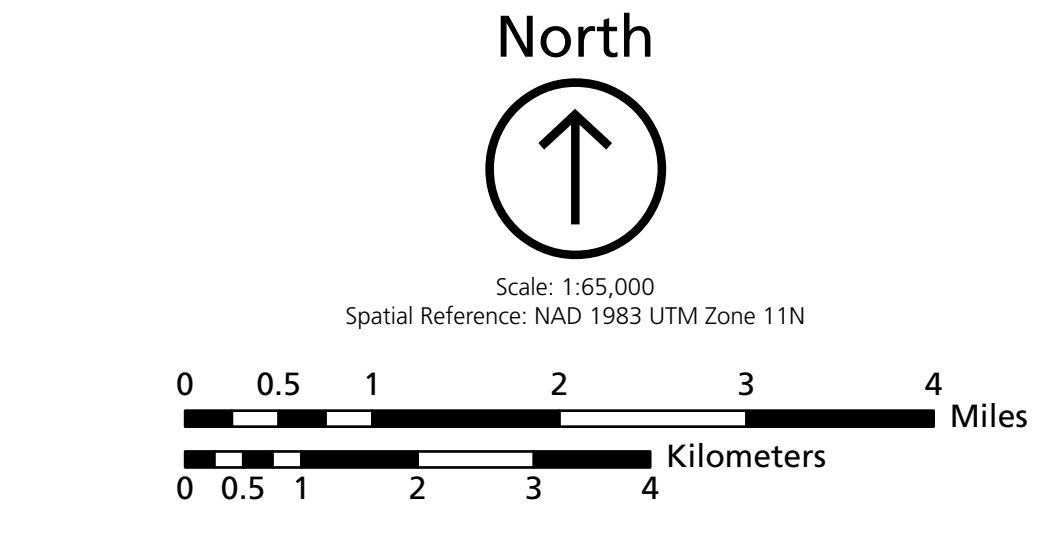 North
Scale: 1:65,000
Spatial Reference: NAD 1983 UTM Zone 11N
0 0.5 1 2 3 4
Miles
Kilometers
0 0.5 1 2 3 4